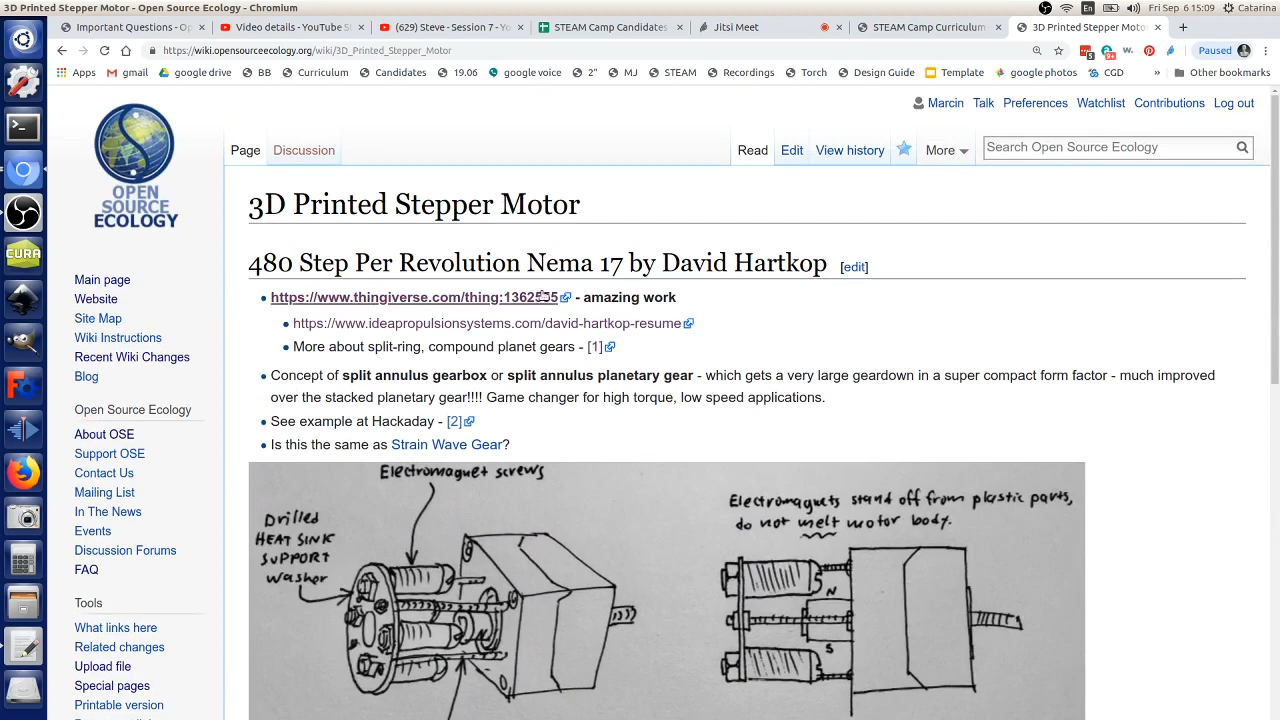 3D Printed Stepper Motor - Open Source Ecology - Chromium
En
Fri Sep 6 15:09
Catarina
Important Questions - Op
Video details - YouTube S
(629) Steve - Session 7 -
STEAM Camp Candidates
Jitsi Meet
STEAM Camp Curriculum
3D Printed Stepper Motor
https://wiki.opensourceecology.org/wiki/3D_Printed_Stepper_Motor
Paused
Apps
gmail
google drive
BB
Curriculum
Candidates
19.06
google voice
2"
MJ
STEAM
Recordings
Torch
Design Guide
Template
google photos
CGD
»
Other bookmarks
Marcin
Talk
Preferences
Watchlist
Contributions
Log out
Page
Discussion
Read
Edit
View history
More
Search Open Source Ecology
OPEN
SOURCE
ECOLOGY
CURA
Main page
Website
Site Map
Wiki Instructions
Recent Wiki Changes
Blog
Open Source Ecology
About OSE
Support OSE
Contact Us
Mailing List
In The News
Events
Discussion Forums
FAQ
Tools
What links here
Related changes
Upload file
Special pages
Printable version
3D Printed Stepper Motor
480 Step Per Revolution Nema 17 by David Hartkop [edit]
- amazing work
https://www.ideapropulsionsystems.com/david-hartkop-resume
More about split-ring, compound planet gears - [1]
Concept of split annulus gearbox or split annulus planetary gear - which gets a very large gear down in a super compact form factor - much improved
over the stacked planetary gear!!!! Game changer for high torque, low speed applications.
See example at Hackaday - [2]
Is this the same as Strain Wave Gear?
Electromagnet screws
Drilled
HEAT SINK
SUPPORT
Washer
Electromagnets stand off from plastic parts,
do not melt motor body.
N
S